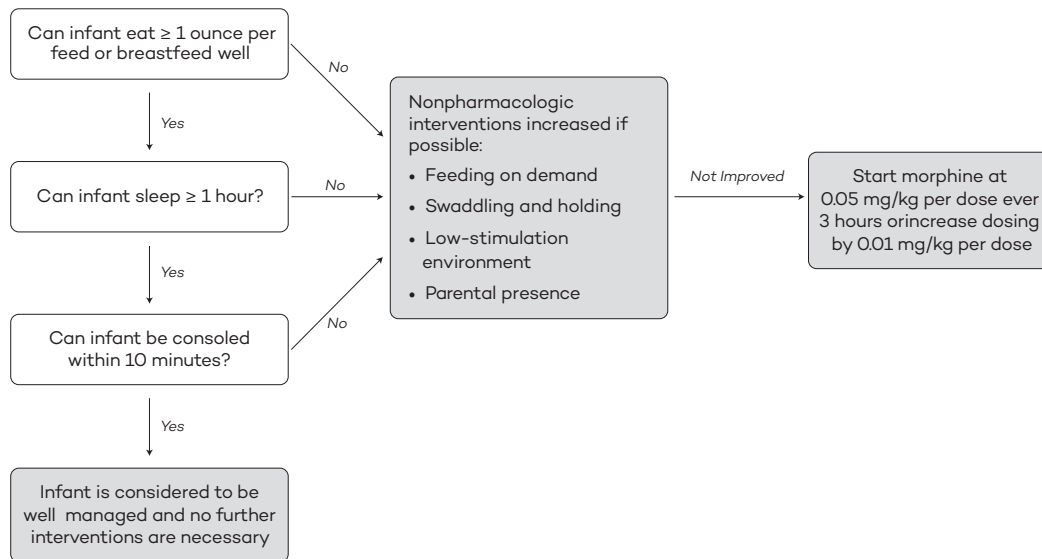 Can infant eat ≥ 1 ounce per
feed or breastfeed well
No
Yes
Can infant sleep ≥ 1 hour?
No
Yes
Can infant be consoled
within 10 minutes?
No
Yes
Infant is considered to be
well managed and no further
interventions are necessary
Nonpharmacologic
interventions increased if
possible:
• Feeding on demand
• Swaddling and holding
• Low-stimulation
environment
• Parental presence
Not Improved
Start morphine at
0.05 mg/kg per dose ever
3 hours orincrease dosing
by 0.01 mg/kg per dose